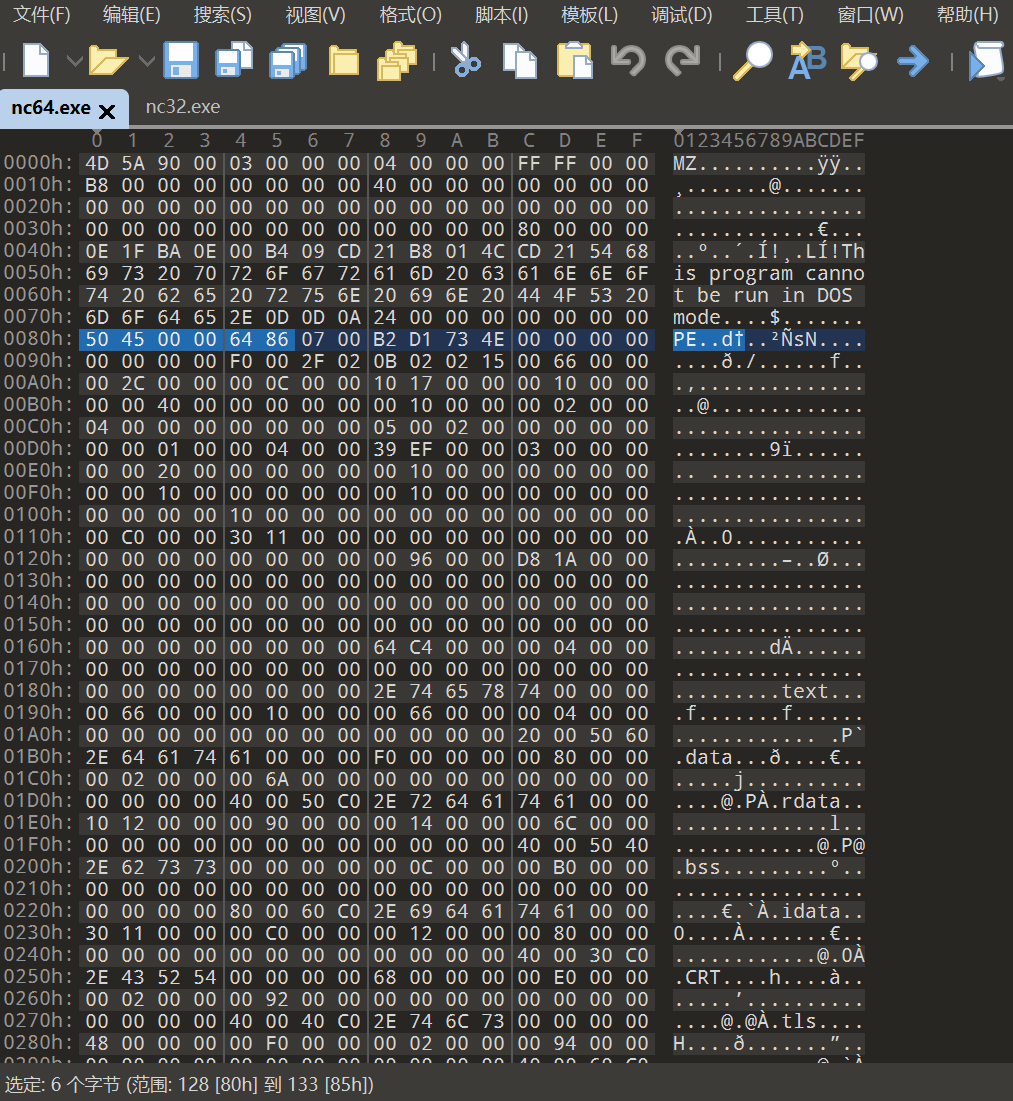 文件(F) 编辑(E) 搜索(S) 视图(V) 格式(O) 脚本(I) 模板(L) 调试(D) 工具(T) 窗口(W) 帮助(H)
nc64.exe nc32.exe
0 1 2 3 4 5 6 7 8 9 A B C D E F 0123456789ABCDEF
0000h: 4D 5A 90 00 03 00 00 00 04 00 00 00 FF FF 00 00 MZ..........ÿÿ..
0010h: B8 00 00 00 00 00 00 00 40 00 00 00 00 00 00 00 ¸.......@.......
0020h: 00 00 00 00 00 00 00 00 00 00 00 00 00 00 00 00 ................
0030h: 00 00 00 00 00 00 00 00 00 00 00 00 80 00 00 00 ............€...
0040h: 0E 1F BA 0E 00 B4 09 CD 21 B8 01 4C CD 21 54 68 ..º..´.Í!¸.LÍ!Th
0050h: 69 73 20 70 72 6F 67 72 61 6D 20 63 61 6E 6E 6F is program canno
0060h: 74 20 62 65 20 72 75 6E 20 69 6E 20 44 4F 53 20 t be run in DOS
0070h: 6D 6F 64 65 2E 0D 0D 0A 24 00 00 00 00 00 00 00 mode....$.......
0080h: 50 45 00 00 64 86 07 00 B2 D1 73 4E 00 00 00 00 PE..d†..²ÑsN....
0090h: 00 00 00 00 F0 00 2F 02 0B 02 02 15 00 66 00 00 ....ð./......f..
00A0h: 00 2C 00 00 00 0C 00 00 10 17 00 00 00 10 00 00 .,..............
00B0h: 00 00 40 00 00 00 00 00 00 10 00 00 00 02 00 00 ..@.............
00C0h: 04 00 00 00 00 00 00 00 05 00 02 00 00 00 00 00 ................
00D0h: 00 00 01 00 00 04 00 00 39 EF 00 00 03 00 00 00 ........9ï......
00E0h: 00 00 20 00 00 00 00 00 00 10 00 00 00 00 00 00 .. .............
00F0h: 00 00 10 00 00 00 00 00 00 10 00 00 00 00 00 00 ................
0100h: 00 00 00 00 10 00 00 00 00 00 00 00 00 00 00 00 ................
0110h: 00 C0 00 00 30 11 00 00 00 00 00 00 00 00 00 00 .À..0...........
0120h: 00 00 00 00 00 00 00 00 00 96 00 00 D8 1A 00 00 .........–..Ø...
0130h: 00 00 00 00 00 00 00 00 00 00 00 00 00 00 00 00 ................
0140h: 00 00 00 00 00 00 00 00 00 00 00 00 00 00 00 00 ................
0150h: 00 00 00 00 00 00 00 00 00 00 00 00 00 00 00 00 ................
0160h: 00 00 00 00 00 00 00 00 64 C4 00 00 00 04 00 00 ........dÄ......
0170h: 00 00 00 00 00 00 00 00 00 00 00 00 00 00 00 00 ................
0180h: 00 00 00 00 00 00 00 00 2E 74 65 78 74 00 00 00 .........text...
0190h: 00 66 00 00 00 10 00 00 00 66 00 00 00 04 00 00 .f.......f......
01A0h: 00 00 00 00 00 00 00 00 00 00 00 00 20 00 50 60 ............ .P`
01B0h: 2E 64 61 74 61 00 00 00 F0 00 00 00 00 80 00 00 .data...ð....€..
01C0h: 00 02 00 00 00 6A 00 00 00 00 00 00 00 00 00 00 .....j..........
01D0h: 00 00 00 00 40 00 50 C0 2E 72 64 61 74 61 00 00 ....@.PÀ.rdata..
01E0h: 10 12 00 00 00 90 00 00 00 14 00 00 00 6C 00 00 .............l..
01F0h: 00 00 00 00 00 00 00 00 00 00 00 00 40 00 50 40 ............@.P@
0200h: 2E 62 73 73 00 00 00 00 00 0C 00 00 00 B0 00 00 .bss.........°..
0210h: 00 00 00 00 00 00 00 00 00 00 00 00 00 00 00 00 ................
0220h: 00 00 00 00 80 00 60 C0 2E 69 64 61 74 61 00 00 ....€.`À.idata..
0230h: 30 11 00 00 00 C0 00 00 00 12 00 00 00 80 00 00 0....À.......€..
0240h: 00 00 00 00 00 00 00 00 00 00 00 00 40 00 30 C0 ............@.0À
0250h: 2E 43 52 54 00 00 00 00 68 00 00 00 00 E0 00 00 .CRT....h....à..
0260h: 00 02 00 00 00 92 00 00 00 00 00 00 00 00 00 00 .....’..........
0270h: 00 00 00 00 40 00 40 C0 2E 74 6C 73 00 00 00 00 ....@.@À.tls....
0280h: 48 00 00 00 00 F0 00 00 00 02 00 00 00 94 00 00 H....ð.......”..
选定: 6 个字节 (范围: 128 [80h] 到 133 [85h])